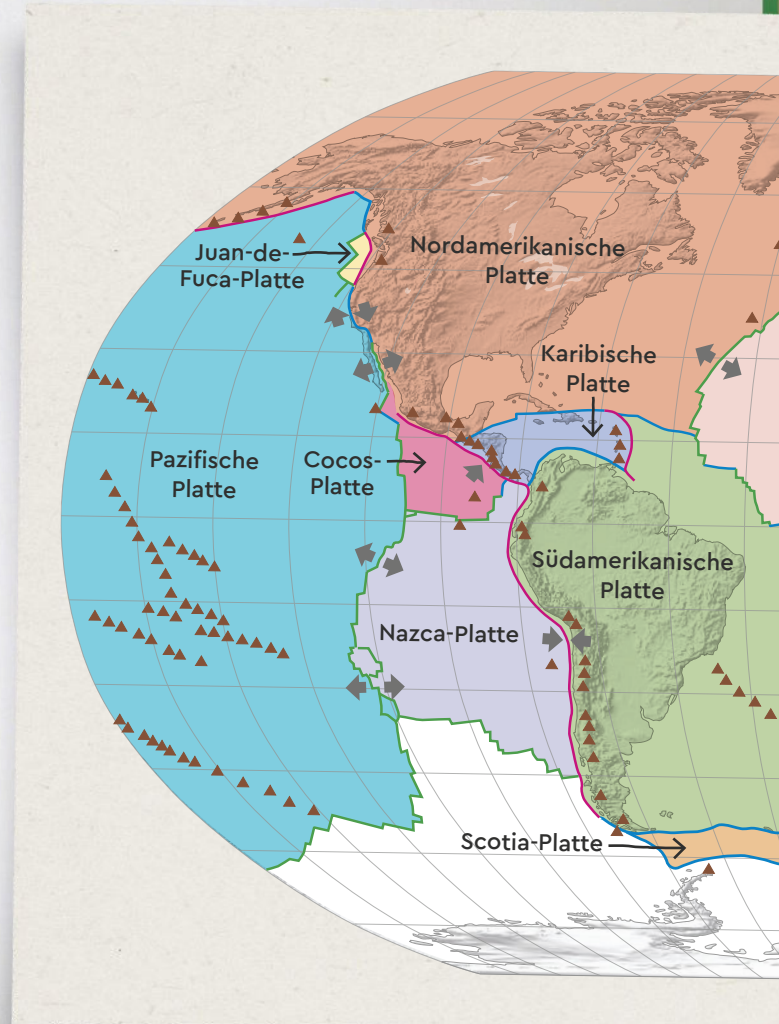 Juan-de-
Fuca-Platte
Nordamerikanische
Platte
Karibische
Platte
Pazifische
Platte
Cocos-
Platte
Südamerikanische
Platte
Nazca-Platte
Scotia-Platte